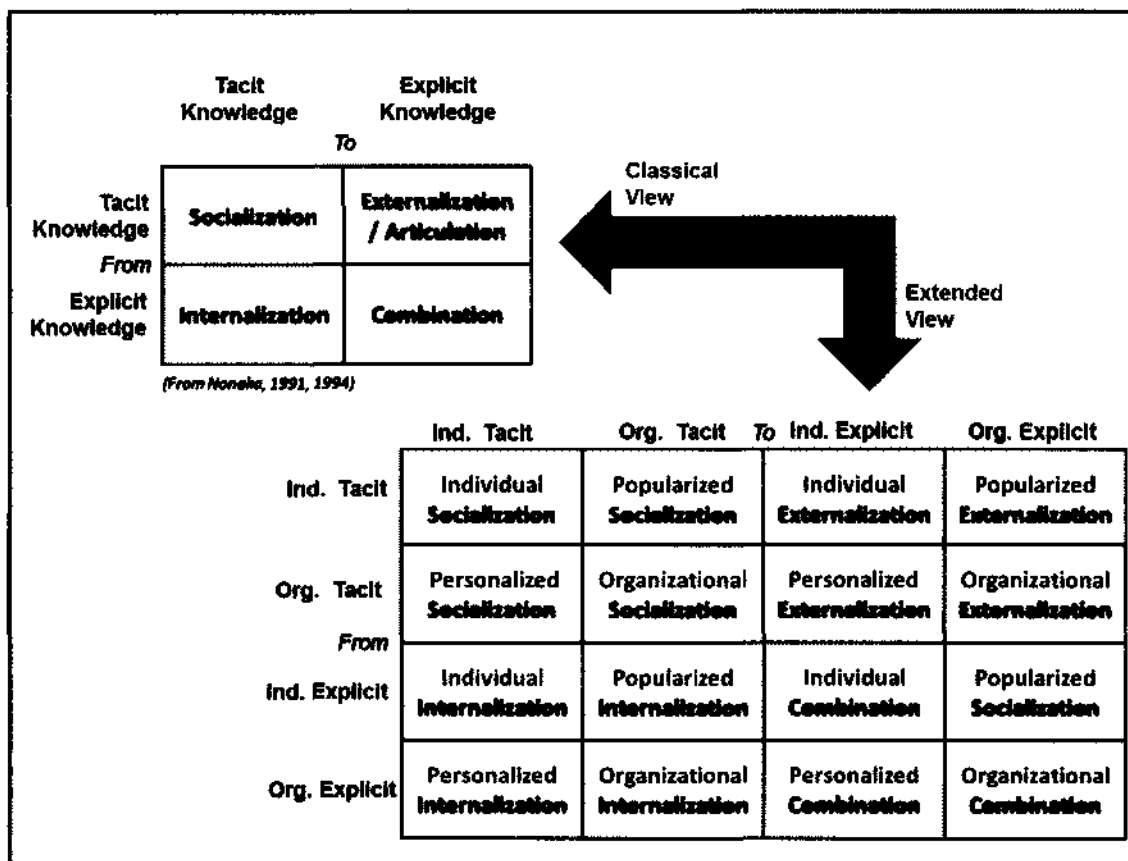 Tacit Knowledge
Explicit Knowledge
To
Tacit Knowledge
Socialization
Externalization / Articulation
From
Explicit Knowledge
Internalization
Combination
(From Nonaka, 1991, 1994)
Classical View
Extended View
Ind. Tacit
Org. Tacit
To
Ind. Explicit
Org. Explicit
Ind. Tacit
Individual Socialization
Popularized Socialization
Individual Externalization
Popularized Externalization
Org. Tacit
Personalized Socialization
Organizational Socialization
Personalized Externalization
Organizational Externalization
From
Ind. Explicit
Individual Internalization
Popularized Internalization
Individual Combination
Popularized Socialization
Org. Explicit
Personalized Internalization
Organizational Internalization
Personalized Combination
Organizational Combination